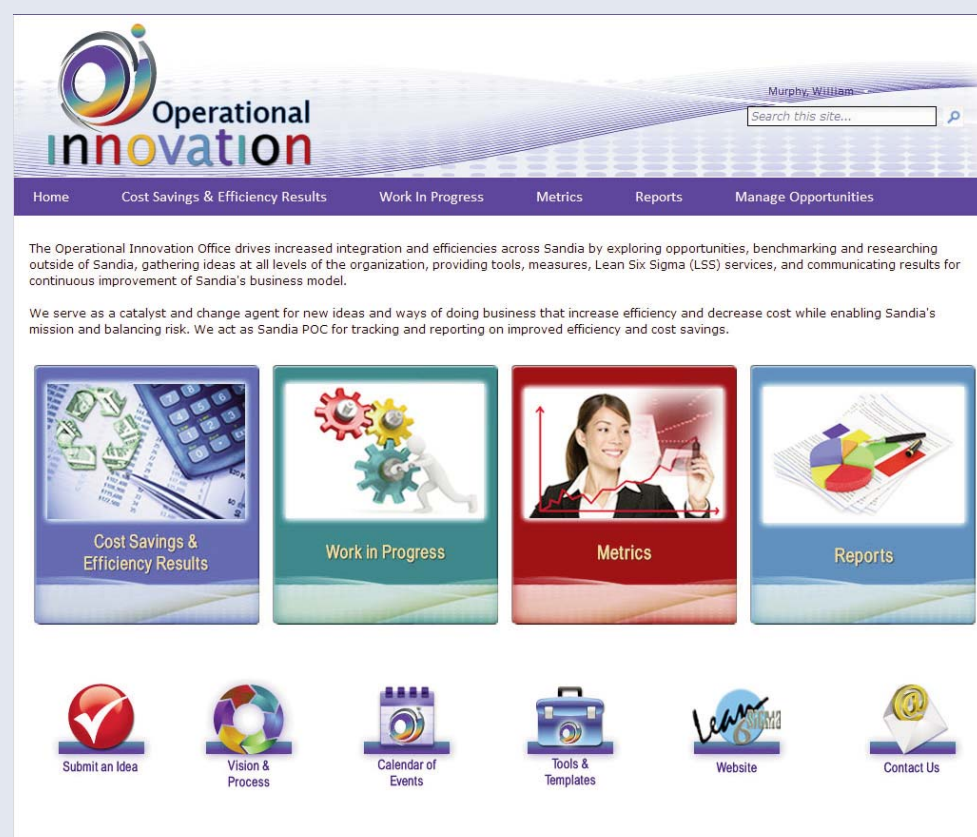 Operational
innovation
Murphy, William
Search this site...
Home Cost Savings & Efficiency Results Work In Progress Metrics Reports Manage Opportunities
The Operational Innovation Office drives increased integration and efficiencies across Sandia by exploring opportunities, benchmarking and researching
outside of Sandia, gathering ideas at all levels of the organization, providing tools, measures, Lean Six Sigma (LSS) services, and communicating results for
continuous improvement of Sandia's business model.
We serve as a catalyst and change agent for new ideas and ways of doing business that increase efficiency and decrease cost while enabling Sandia's
mission and balancing risk. We act as Sandia POC for tracking and reporting on improved efficiency and cost savings.
Cost Savings &
Efficiency Results
Work in Progress
Metrics
Reports
Submit an Idea
Vision &
Process
Calendar of
Events
Tools &
Templates
Lean
6 SIGMA
Website
Contact Us